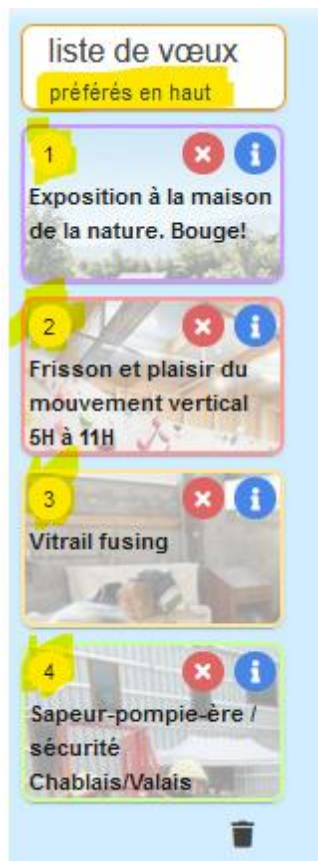 liste de vœux
préférés en haut
1
Exposition à la maison
de la nature. Bouge!
2
Frisson et plaisir du
mouvement vertical
5H à 11H
3
Vitrail fusing
4
Sapeur-pompie-ère /
sécurité
Chablais/Valais